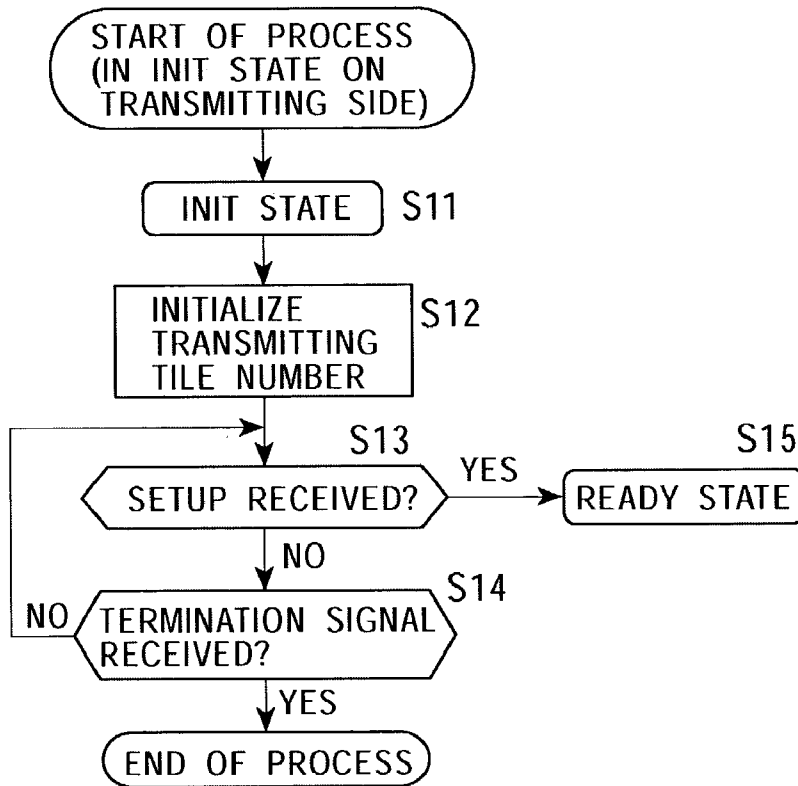 START OF PROCESS
(IN INIT STATE ON
TRANSMITTING SIDE)
INIT STATE
S11
INITIALIZE
TRANSMITTING
TILE NUMBER
S12
S13
SETUP RECEIVED?
YES
S15
READY STATE
NO
S14
NO
TERMINATION SIGNAL
RECEIVED?
YES
END OF PROCESS